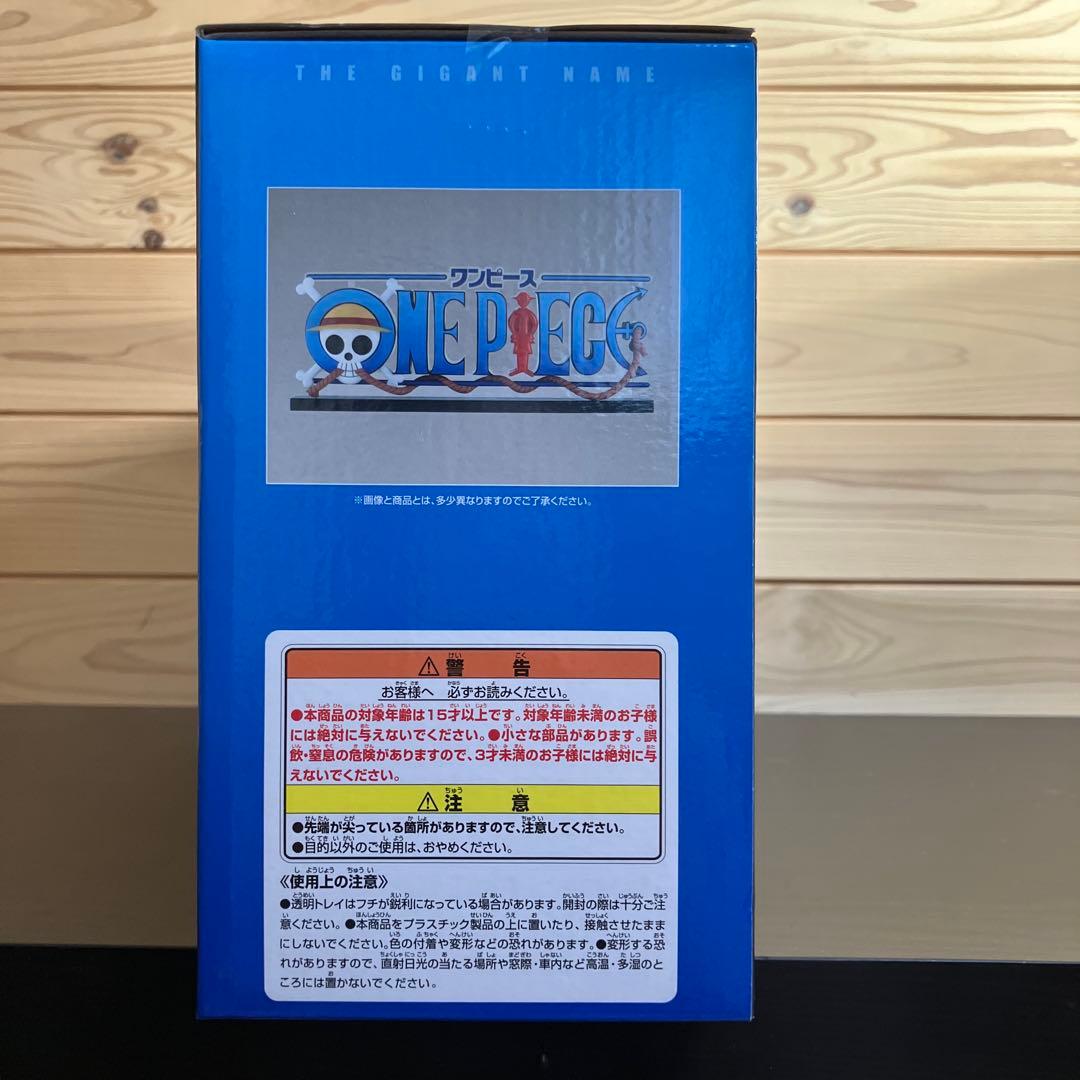 THE GIGANT NAME
ワンピース
ONE PIECE
※画像と商品とは、多少異なりますのでご了承ください。
⚠警告
お客様へ 必ずお読みください。
●本商品の対象年齢は15才以上です。対象年齢未満のお子様
には絶対に与えないでください。●小さな部品があります。誤
飲・窒息の危険がありますので、3才未満のお子様には絶対に与
えないでください。
⚠注意
●先端が尖っている箇所がありますので、注意してください。
●目的以外のご使用は、おやめください。
《使用上の注意》
●透明トレイはフチが鋭利になっている場合があります。開封の際は十分ご注
意ください。●本商品をプラスチック製品の上に置いたり、接触させたまま
にしないでください。色の付着や変形などの恐れがあります。●変形する恐
れがありますので、直射日光の当たる場所や窓際・車内など高温・多湿のと
ころには置かないでください。